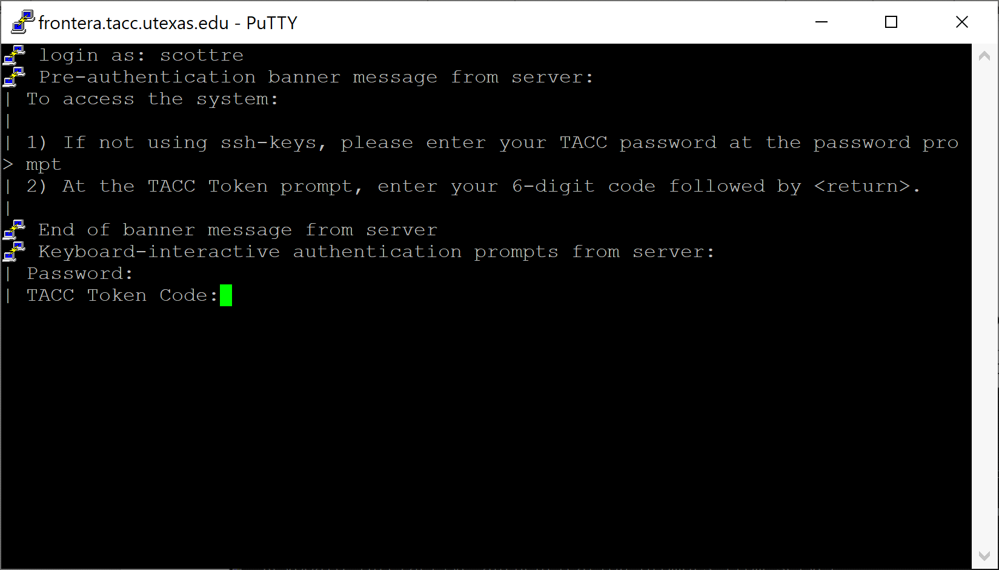 frontera.tacc.utexas.edu - PuTTY
login as: scottre
Pre-authentication banner message from server:
| To access the system:
|
| 1) If not using ssh-keys, please enter your TACC password at the password pro
> mpt
| 2) At the TACC Token prompt, enter your 6-digit code followed by <return>.
|
End of banner message from server
Keyboard-interactive authentication prompts from server:
| Password:
| TACC Token Code: